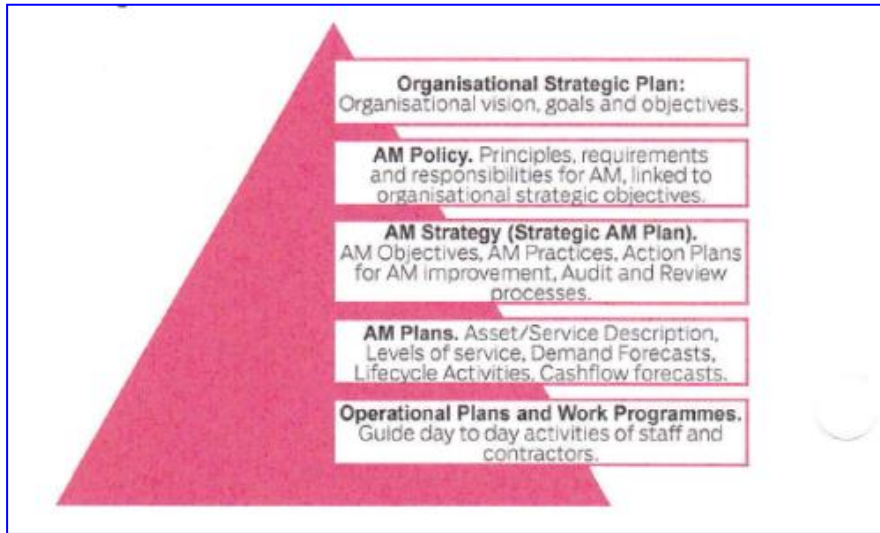 Organisational Strategic Plan:
Organisational vision, goals and objectives.
AM Policy. Principles, requirements
and responsibilities for AM, linked to
organisational strategic objectives.
AM Strategy (Strategic AM Plan).
AM Objectives, AM Practices, Action Plans
for AM improvement, Audit and Review
processes.
AM Plans. Asset/Service Description,
Levels of service, Demand Forecasts,
Lifecycle Activities, Cashflow forecasts.
Operational Plans and Work Programmes.
Guide day to day activities of staff and
contractors.